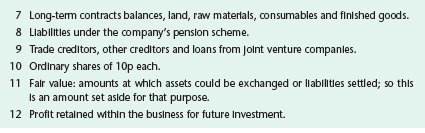 7 Long-term contracts balances, land, raw materials, consumables and finished goods.
8 Liabilities under the company's pension scheme.
9 Trade creditors, other creditors and loans from joint venture companies.
10 Ordinary shares of 10p each.
11 Fair value: amounts at which assets could be exchanged or liabilities settled; so this
is an amount set aside for that purpose.
12 Profit retained within the business for future investment.